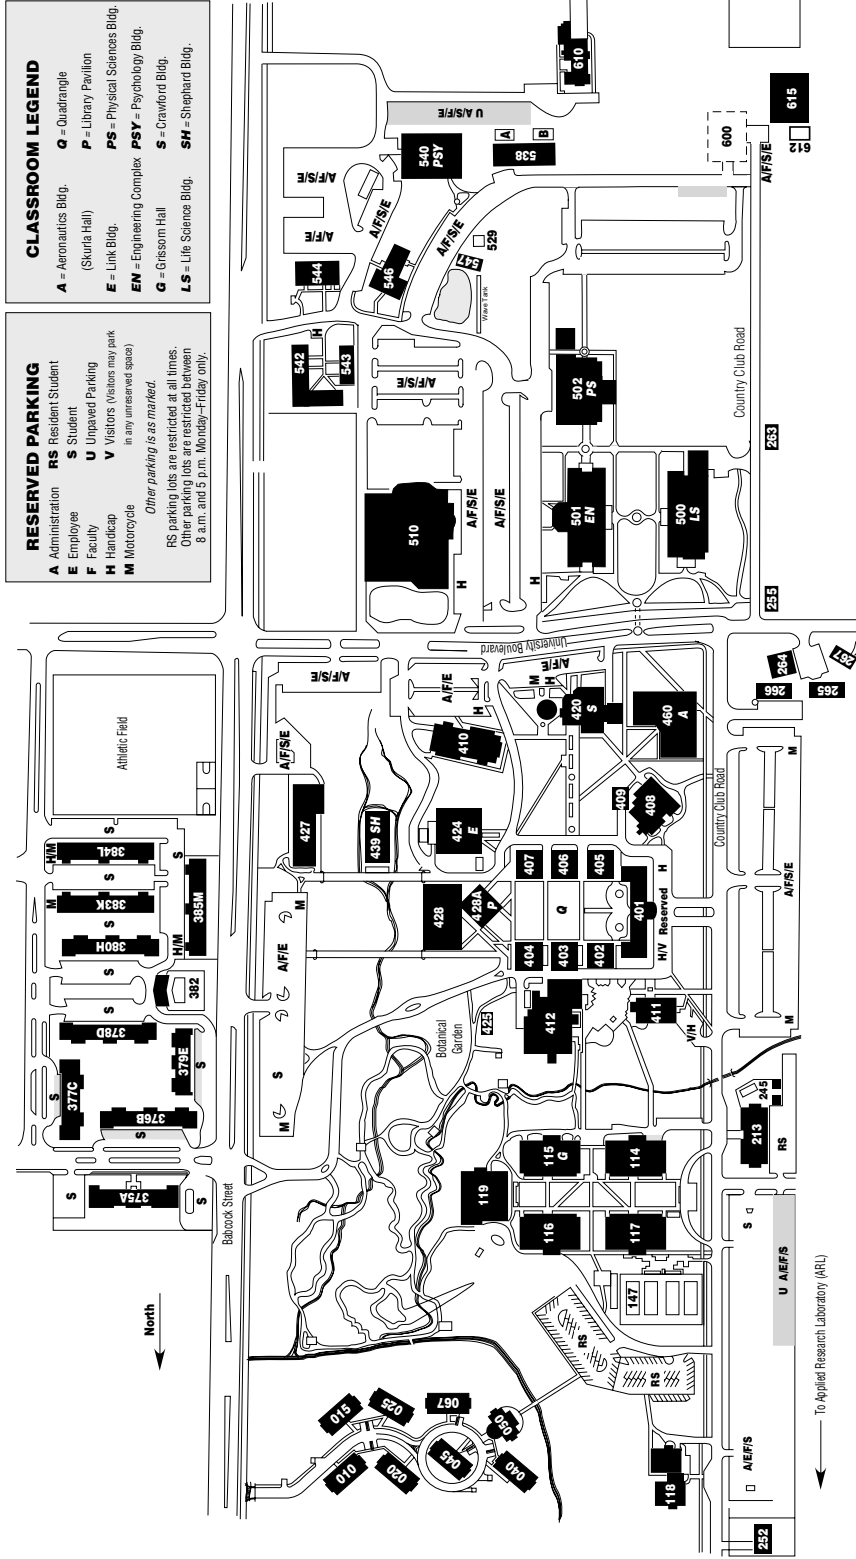 RESERVED PARKING
A Administration
E Employee
F Faculty
H Handicap
M Motorcycle
RS Resident Student
S Student
U Unpaved Parking
V Visitors (Visitors may park
in any unreserved space)
Other parking is as marked.
RS parking lots are restricted at all times.
Other parking lots are restricted between
8 a.m. and 5 p.m. Monday–Friday only.
CLASSROOM LEGEND
A = Aeronautics Bldg.
(Skurla Hall)
E = Link Bldg.
EN = Engineering Complex
G = Grissom Hall
LS = Life Science Bldg.
Q = Quadrangle
P = Library Pavilion
PS = Physical Sciences Bldg.
PSY = Psychology Bldg.
S = Crawford Bldg.
SH = Shephard Bldg.
North
S
375A
S
S
377C
376B
S
379E
S
378D
S
S
382
380H
H/M
S
383K
M
S
384L
H/M
S
385M
S
Athletic Field
Babcock Street
M
S
A/F/E
M
427
A/F/S/E
A/F/S/E
439 SH
428
428A
P
424
E
410
A/F/E
H
Botanical
Garden
425
015
025
010
020
067
045
050
040
119
115
G
114
116
117
147
RS
RS
118
252
A/E/F/S
U A/E/F/S
S
RS
213
245
412
411
V/H
404
403
402
Q
401
407
406
405
H/V Reserved
H
409
408
420
S
460
A
M
H
A/F/E
University Boulevard
Country Club Road
M
A/F/S/E
M
266
264
265
267
255
263
Country Club Road
510
H
A/F/S/E
A/F/S/E
A/F/S/E
H
501
EN
500
LS
502
PS
542
543
H
544
A/F/E
A/F/S/E
546
A/F/S/E
A/F/S/E
547
529
Wave Tank
540
PSY
538
A
B
U A/S/F/E
610
600
615
612
A/F/S/E
To Applied Research Laboratory (ARL)